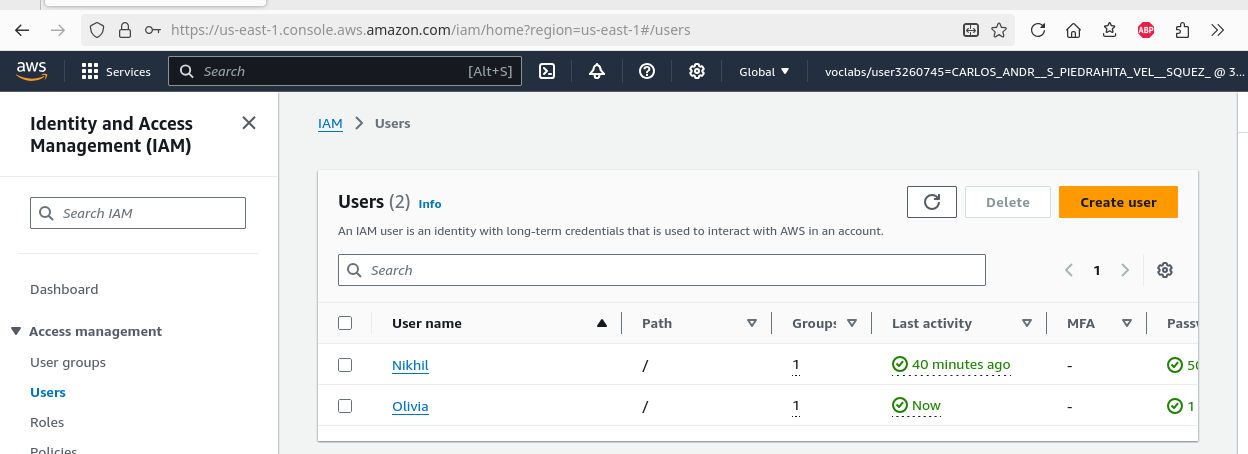 https://us-east-1.console.aws.amazon.com/iam/home?region=us-east-1#/users
ABP
aws Services Search [Alt+S] Global voclabs/user3260745=CARLOS_ANDR__S_PIEDRAHITA_VEL__SQUEZ_ @ 3...
Identity and Access
Management (IAM)
Search IAM
Dashboard
Access management
User groups
Users
Roles
Policies
IAM > Users
Users (2) Info
Delete
Create user
An IAM user is an identity with long-term credentials that is used to interact with AWS in an account.
Search
1
User name Path Groups Last activity MFA
Nikhil / 1 40 minutes ago - 50
Olivia / 1 Now - 1